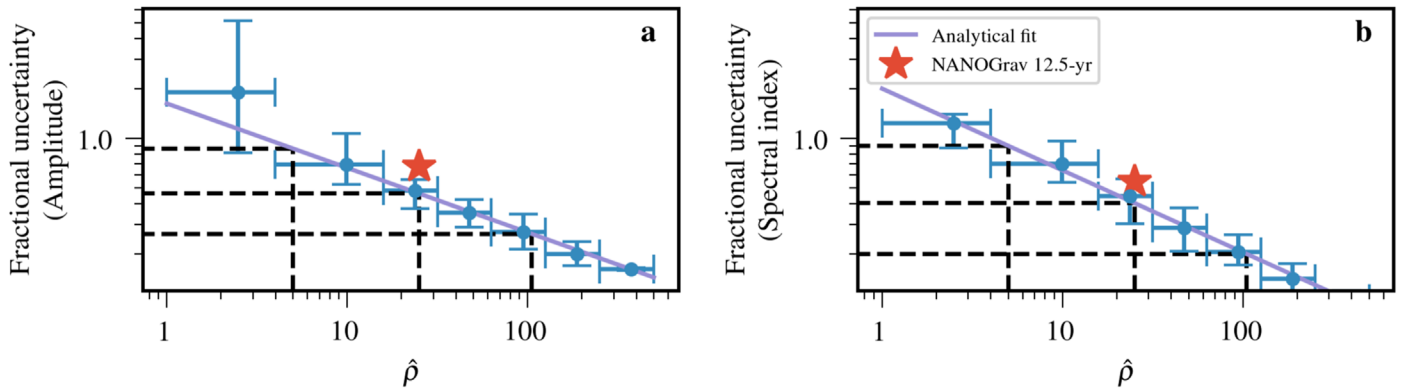 Fractional uncertainty
(Amplitude)
1.0
a
1
10
100
ρ̂
Fractional uncertainty
(Spectral index)
1.0
Analytical fit
NANOGrav 12.5-yr
b
1
10
100
ρ̂